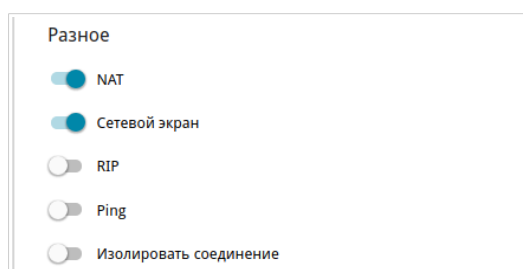 Разное
NAT
Сетевой экран
RIP
Ping
Изолировать соединение